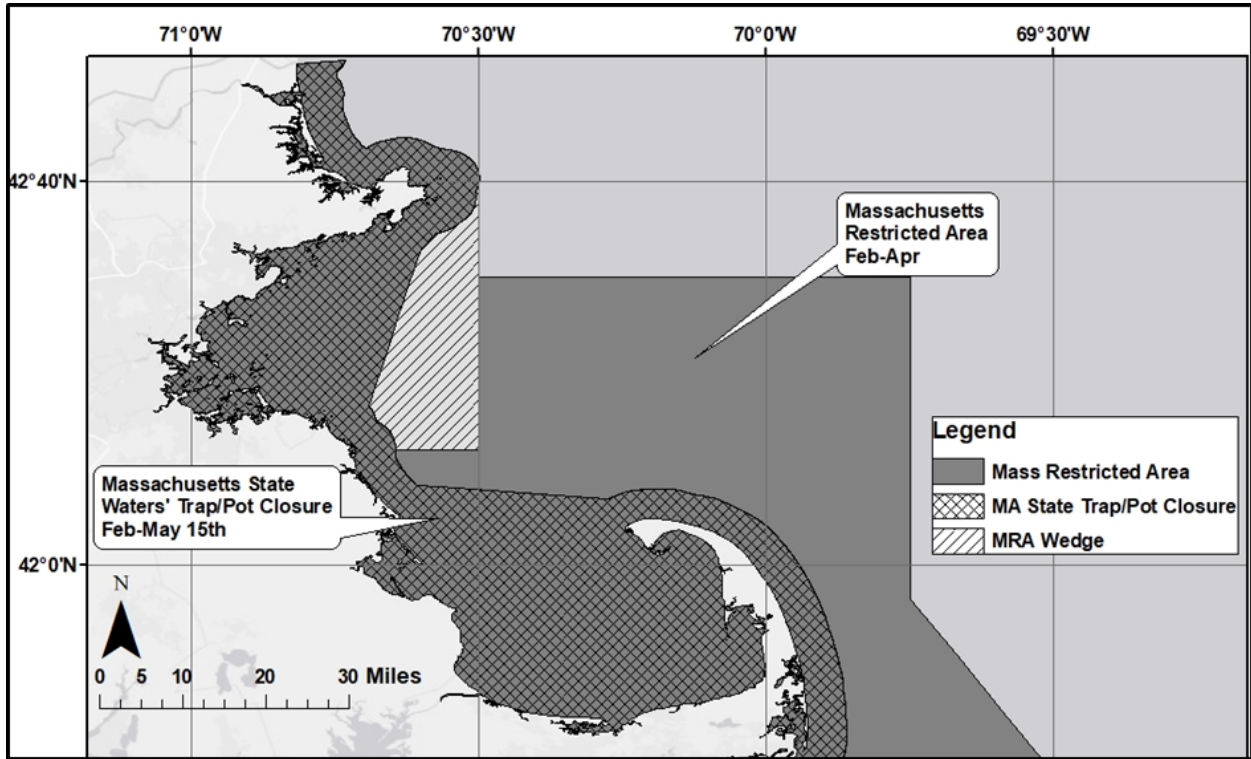 71°0'W
70°30'W
70°0'W
69°30'W
42°40'N
Massachusetts
Restricted Area
Feb-Apr
Legend
Mass Restricted Area
MA State Trap/Pot Closure
MRA Wedge
Massachusetts State
Waters' Trap/Pot Closure
Feb-May 15th
42°0'N
N
0 5 10 20 30 Miles